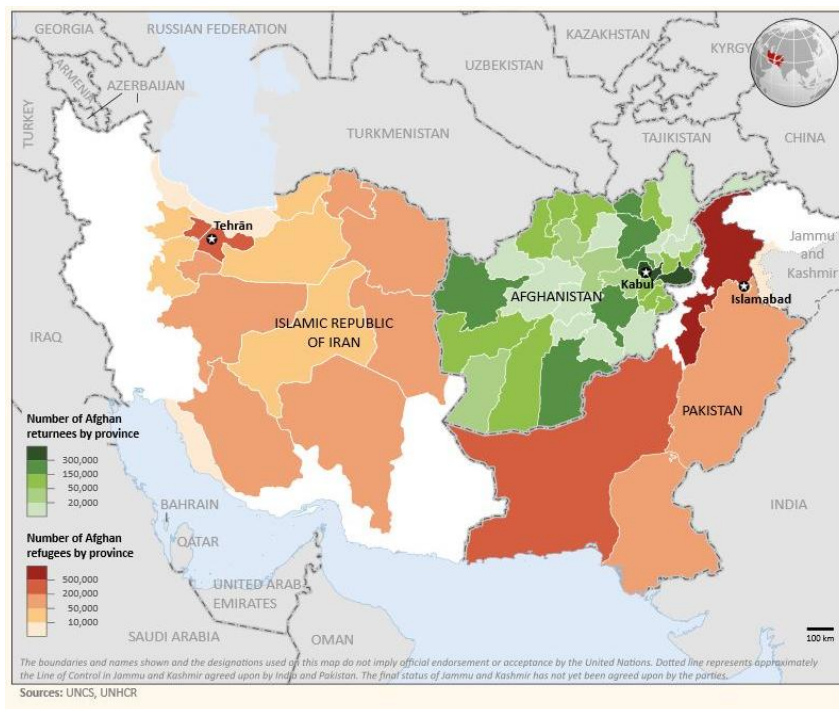 GEORGIA
RUSSIAN FEDERATION
KAZAKHSTAN
KYRGY
ARMENIA
AZERBAIJAN
UZBEKISTAN
TURKEY
TURKMENISTAN
TAJIKISTAN
CHINA
Tehrān
Jammu
and
Kashmir
AFGHANISTAN
Kabul
Islamabad
ISLAMIC REPUBLIC
OF IRAN
IRAQ
PAKISTAN
Number of Afghan
returnees by province
300,000
150,000
50,000
20,000
BAHRAIN
INDIA
QATAR
Number of Afghan
refugees by province
500,000
200,000
50,000
10,000
UNITED ARAB
EMIRATES
SAUDI ARABIA
OMAN
100 km
The boundaries and names shown and the designations used on this map do not imply official endorsement or acceptance by the United Nations. Dotted line represents approximately
the Line of Control in Jammu and Kashmir agreed upon by India and Pakistan. The final status of Jammu and Kashmir has not yet been agreed upon by the parties.
Sources: UNCS, UNHCR